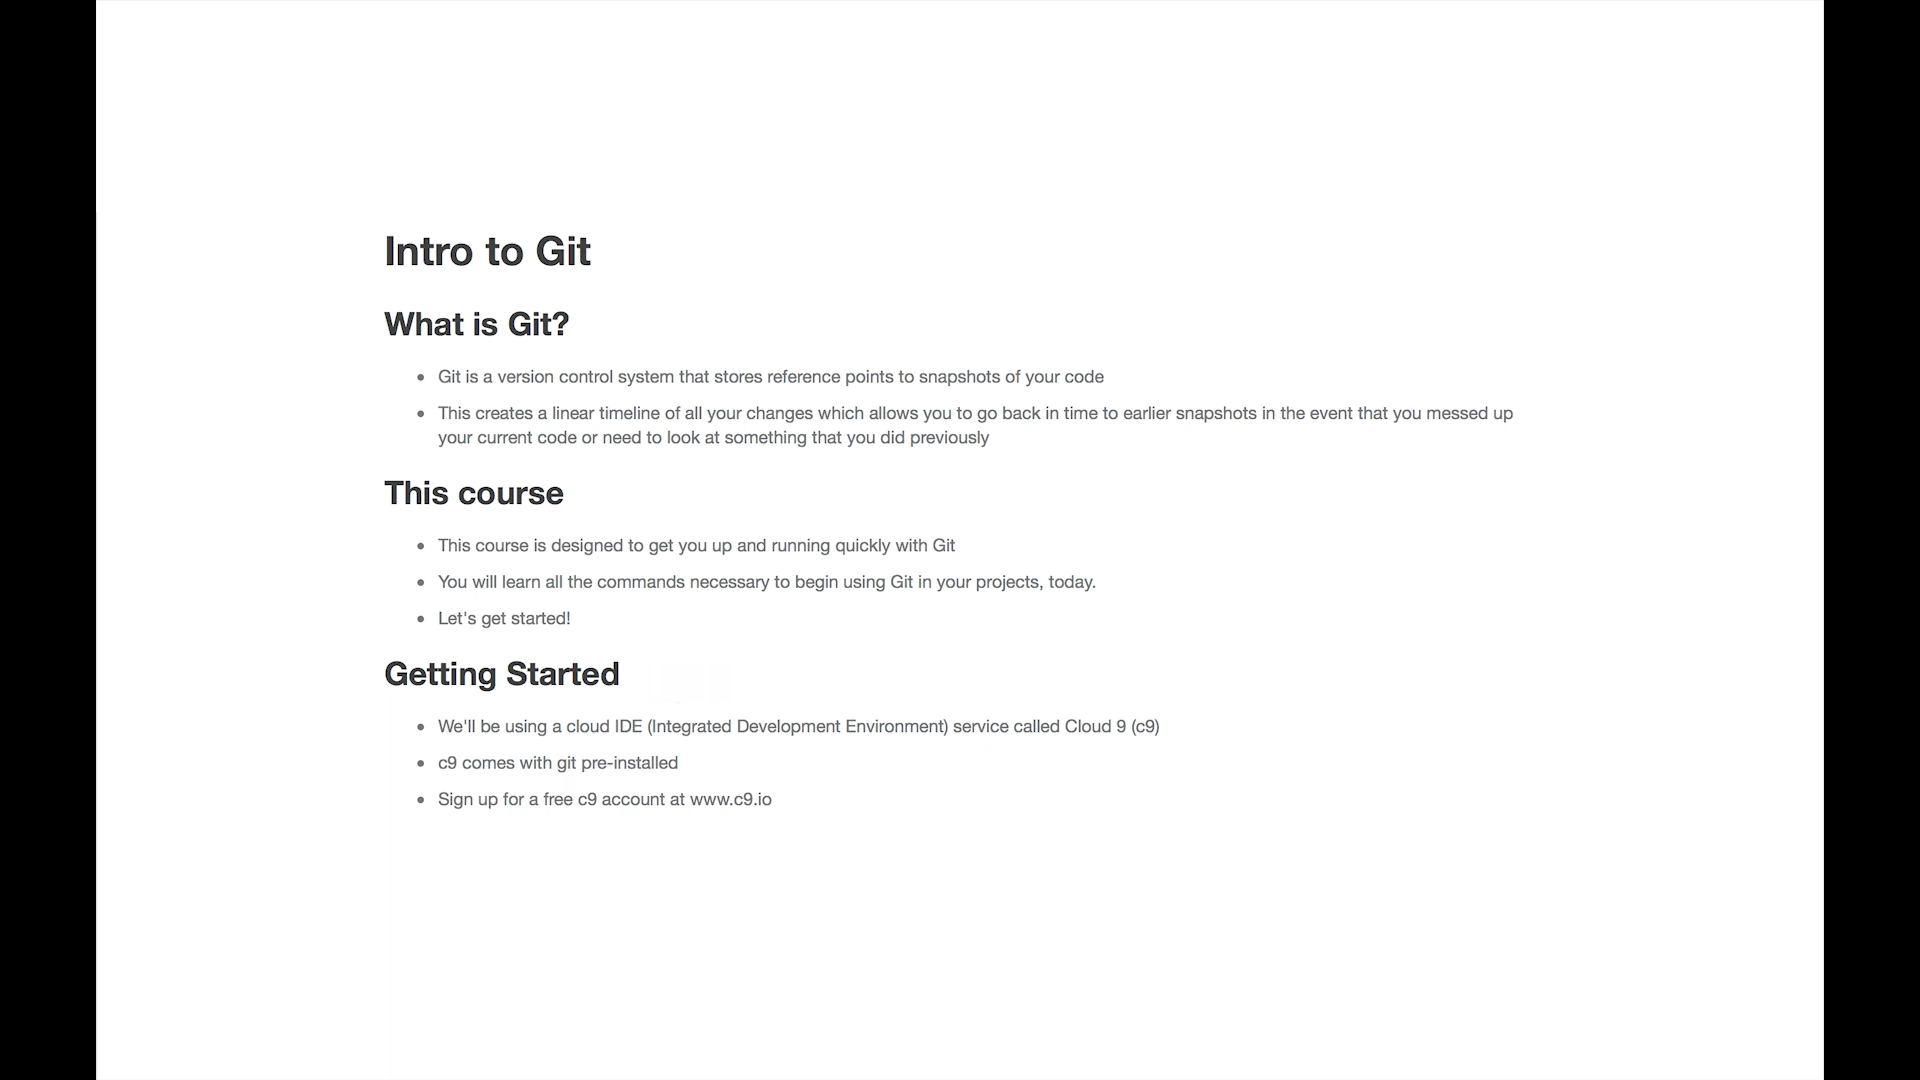 Intro to Git
What is Git?
• Git is a version control system that stores reference points to snapshots of your code
• This creates a linear timeline of all your changes which allows you to go back in time to earlier snapshots in the event that you messed up
your current code or need to look at something that you did previously
This course
• This course is designed to get you up and running quickly with Git
• You will learn all the commands necessary to begin using Git in your projects, today.
• Let's get started!
Getting Started
• We'll be using a cloud IDE (Integrated Development Environment) service called Cloud 9 (c9)
• c9 comes with git pre-installed
• Sign up for a free c9 account at www.c9.io